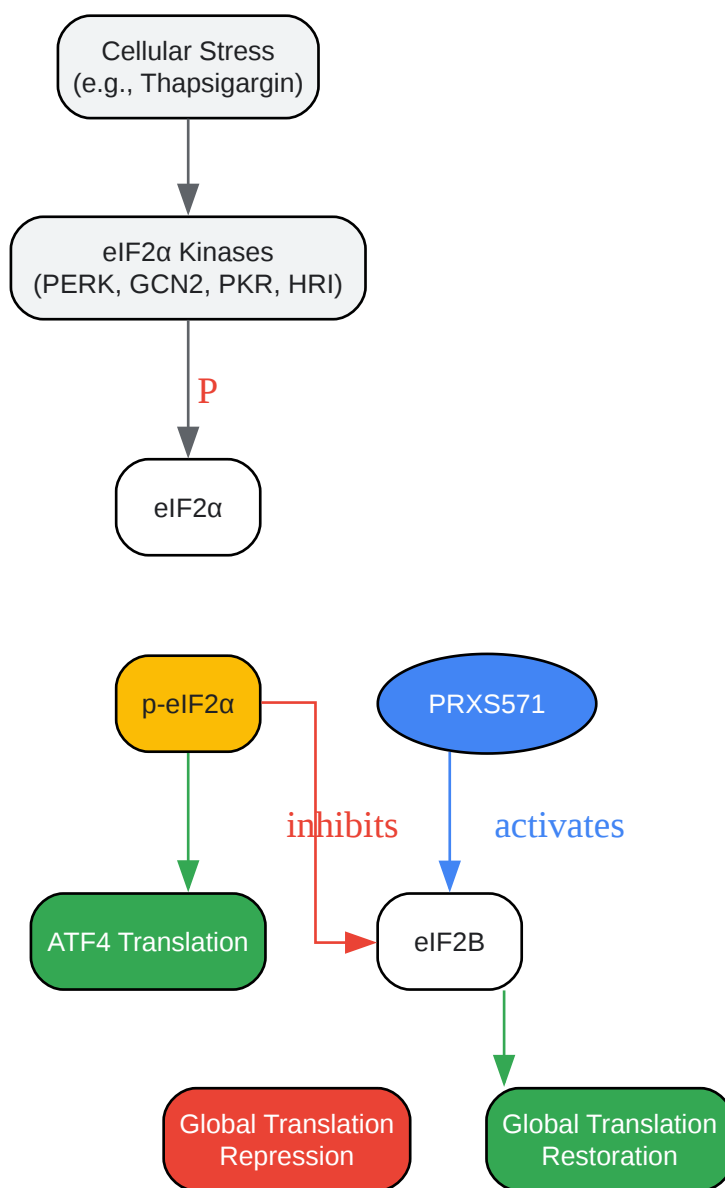 Cellular Stress
(e.g., Thapsigargin)
eIF2α Kinases
(PERK, GCN2, PKR, HRI)
P
eIF2α
p-eIF2α
PRXS571
inhibits
activates
ATF4 Translation
eIF2B
Global Translation
Repression
Global Translation
Restoration